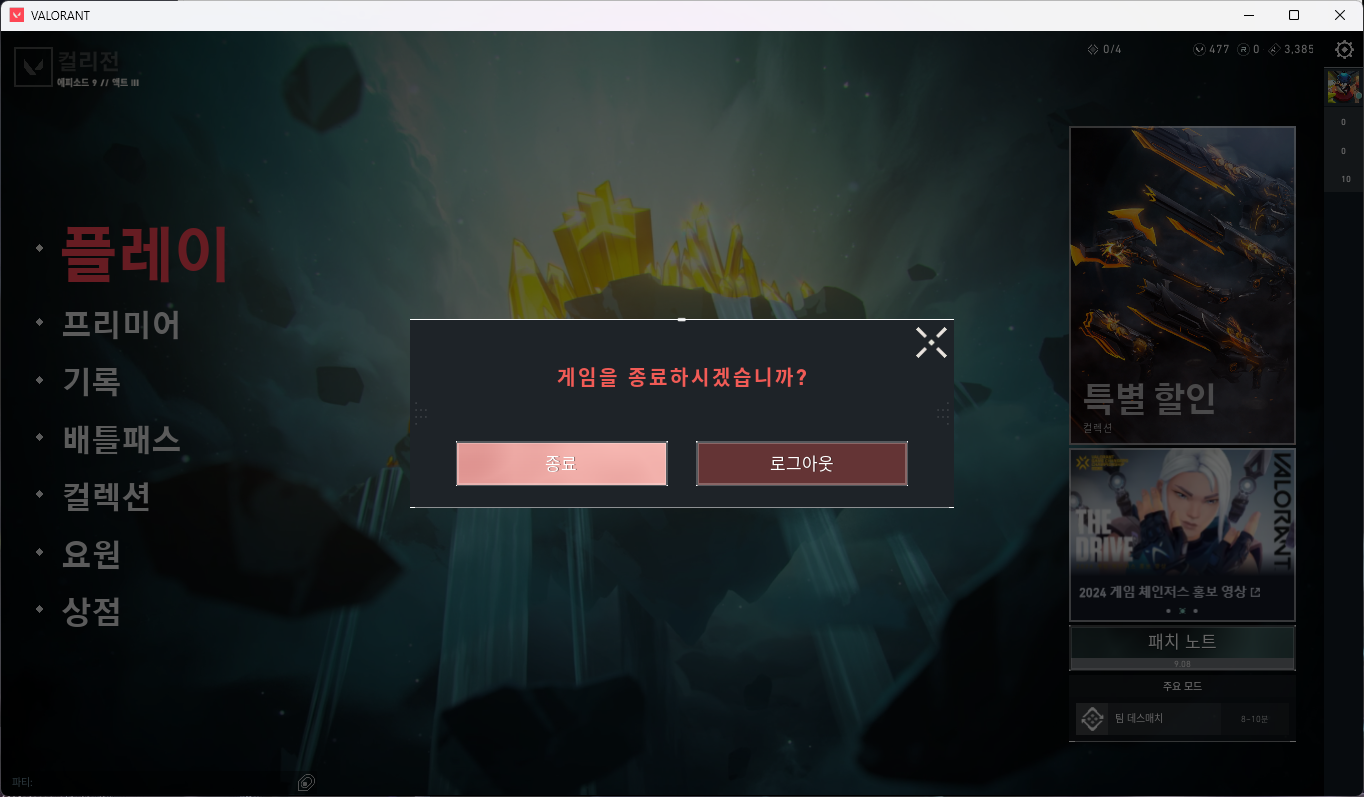 VALORANT
컬리전
에피소드 9 // 액트 III
0/4
477
0
3,385
0
0
10
플레이
프리미어
기록
배틀패스
컬렉션
요원
상점
게임을 종료하시겠습니까?
종료
로그아웃
특별 할인
컬렉션
THE
DRIVE
VALORANT
2024 게임 체인저스 홍보 영상
패치 노트
9.08
주요 모드
팀 데스매치
8-10분
파티: